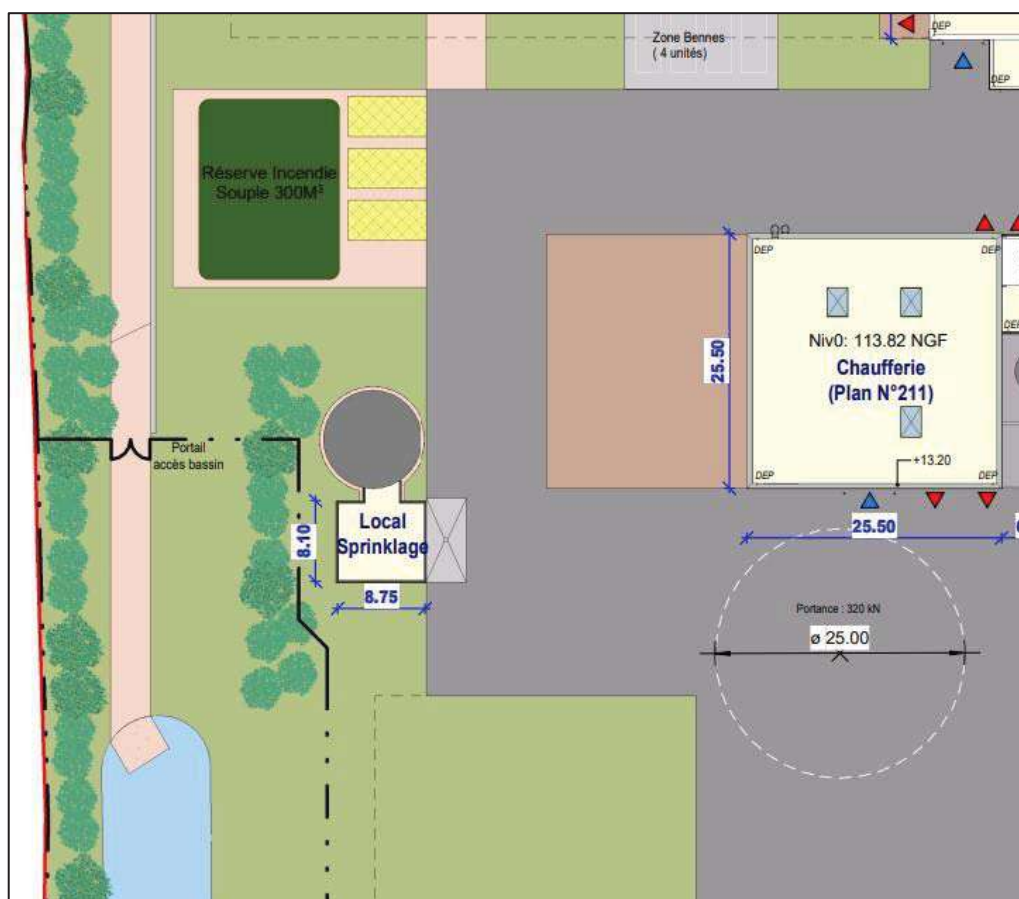 DEP
Zone Bennes
( 4 unités)
DEP
Réserve Incendie
Souple 300M³
DEP
DEP
Niv0: 113.82 NGF
Chaufferie
(Plan N°211)
25.50
DEP
Portail
accès bassin
+13.20
DEP
DEP
8.10
Local
Sprinklage
25.50
8.75
Portance : 320 kN
ø 25.00